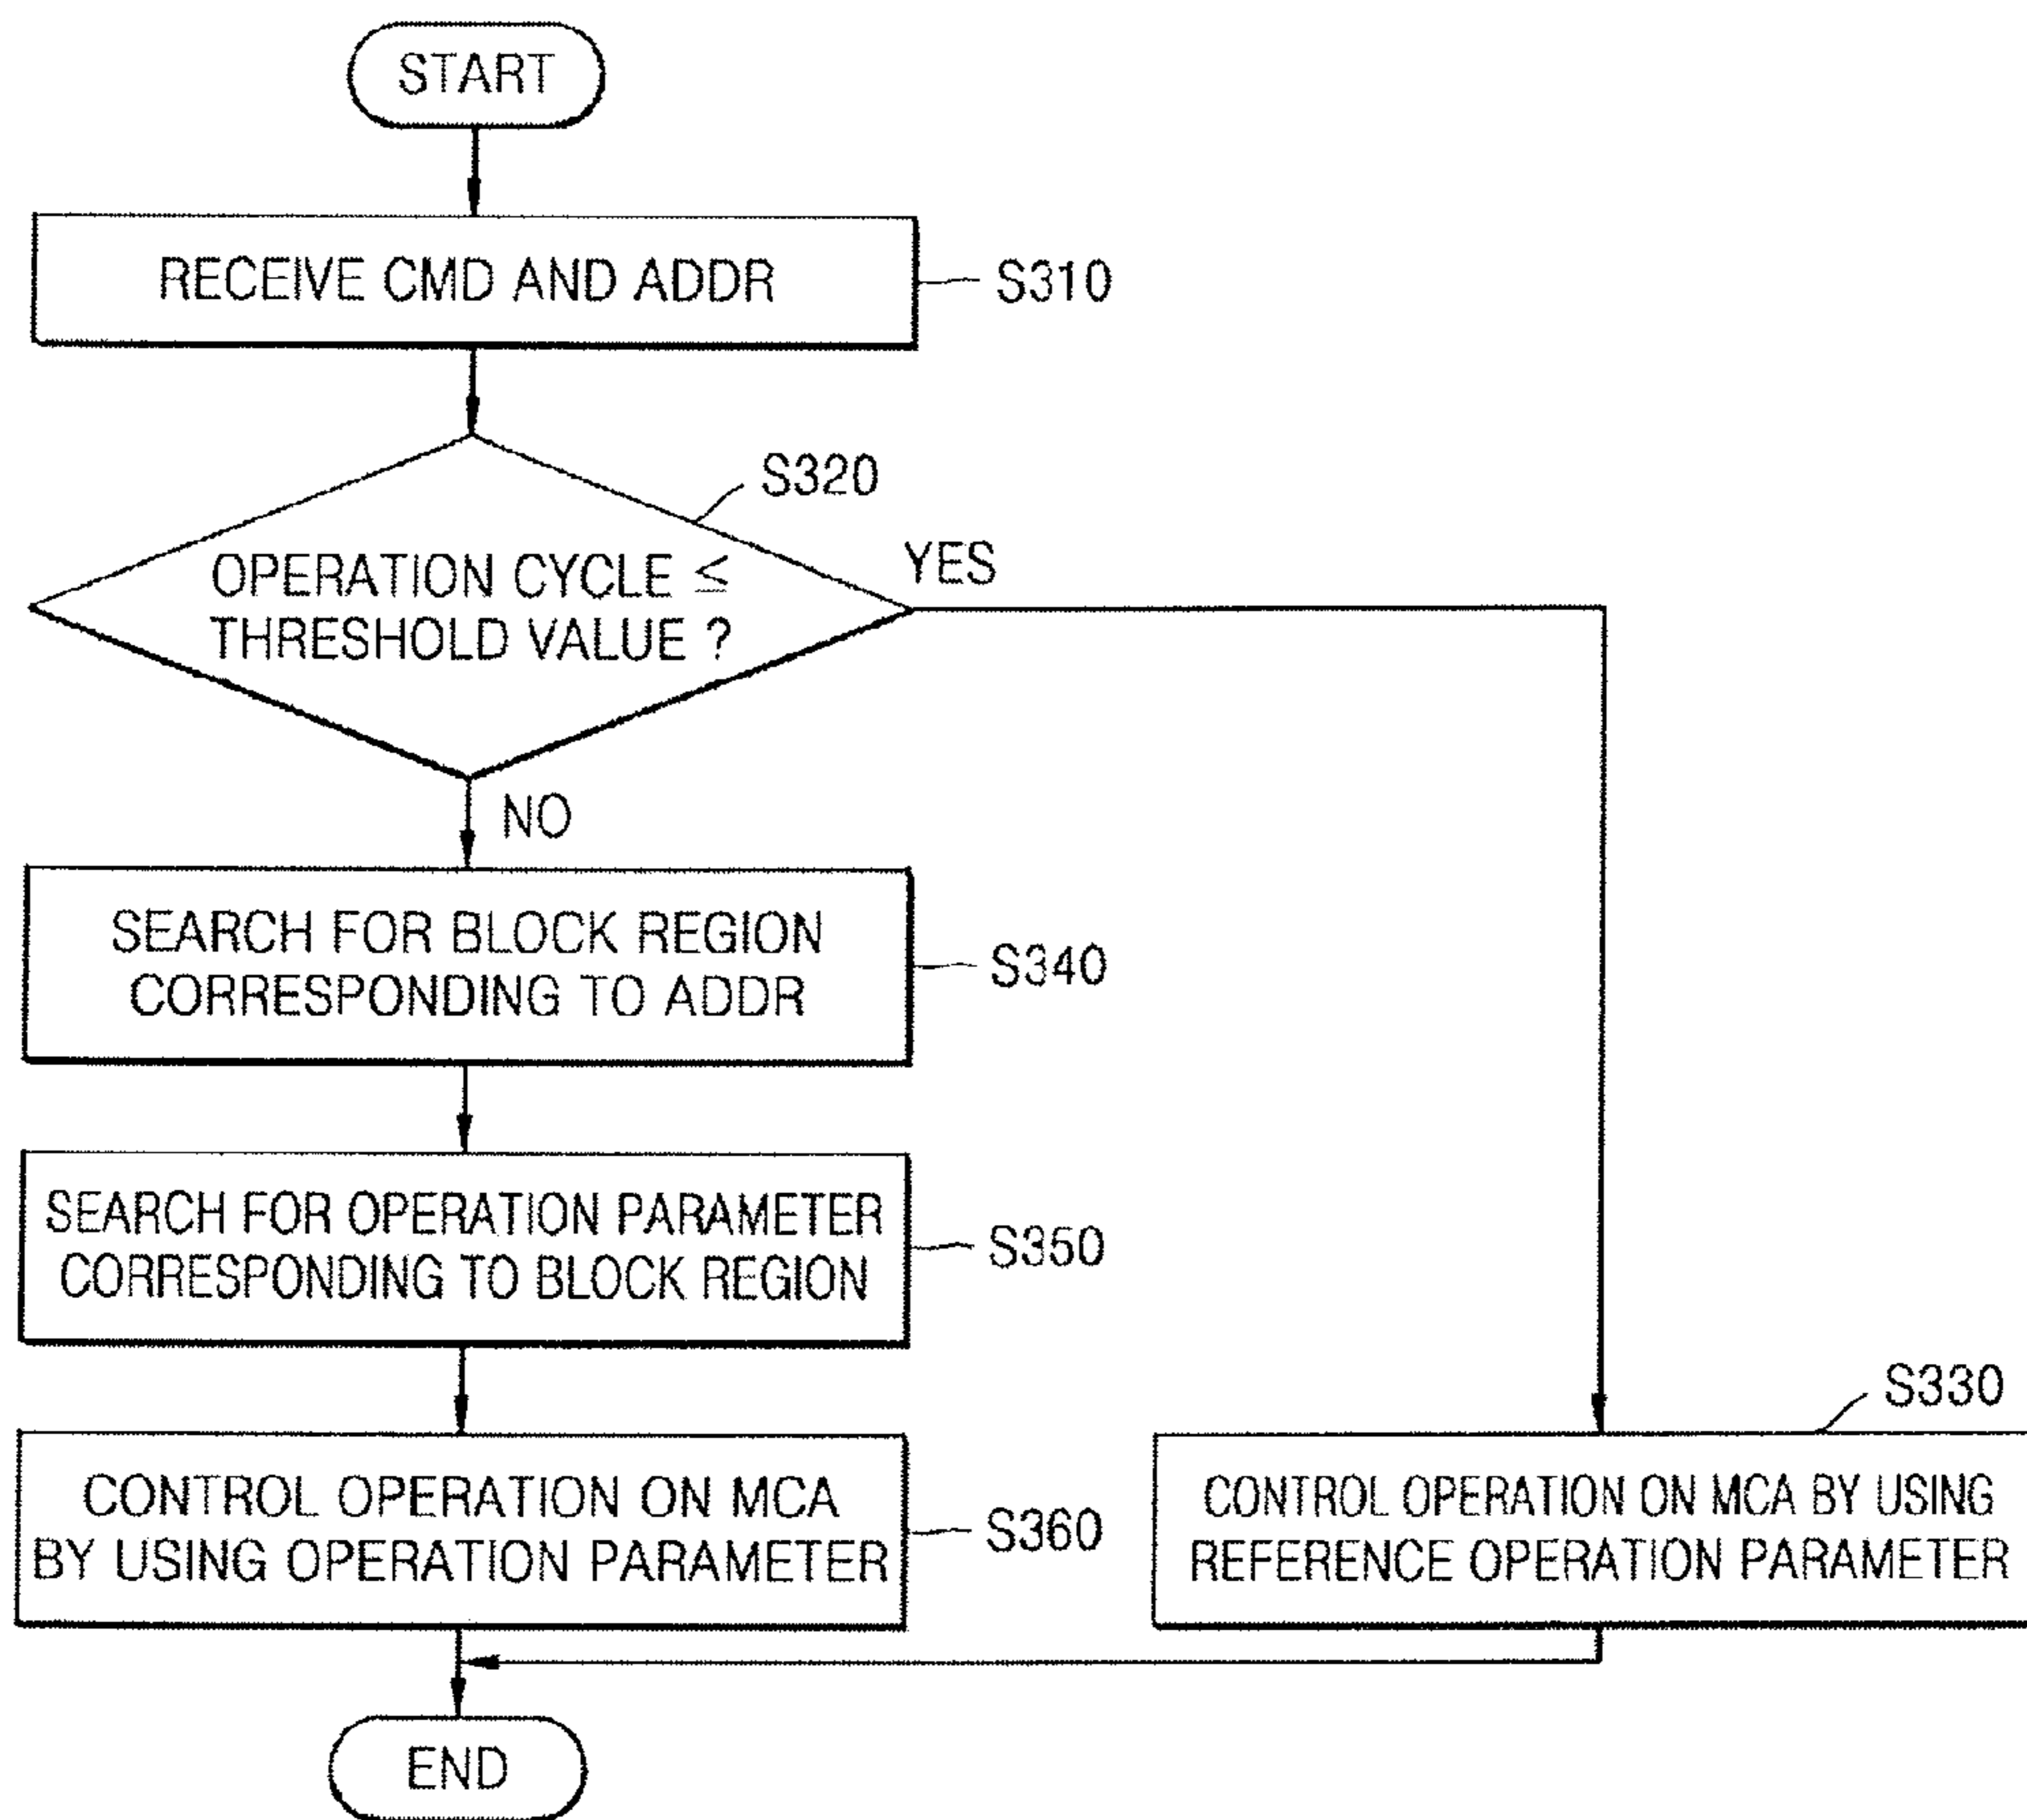 START
RECEIVE CMD AND ADDR
S310
S320
OPERATION CYCLE ≤
THRESHOLD VALUE ?
YES
NO
SEARCH FOR BLOCK REGION
CORRESPONDING TO ADDR
S340
SEARCH FOR OPERATION PARAMETER
CORRESPONDING TO BLOCK REGION
S350
S330
CONTROL OPERATION ON MCA
BY USING OPERATION PARAMETER
S360
CONTROL OPERATION ON MCA BY USING
REFERENCE OPERATION PARAMETER
END